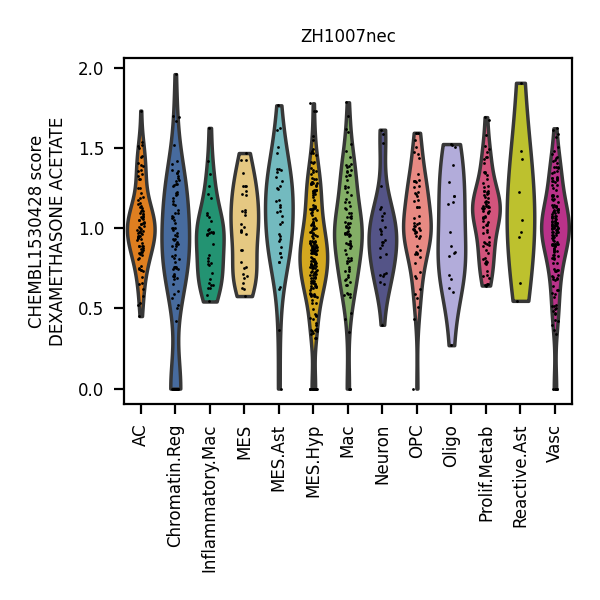 ZH1007nec
CHEMBL1530428 score
DEXAMETHASONE ACETATE
2.0
1.5
1.0
0.5
0.0
AC
Chromatin.Reg
Inflammatory.Mac
MES
MES.Ast
MES.Hyp
Mac
Neuron
OPC
Oligo
Prolif.Metab
Reactive.Ast
Vasc